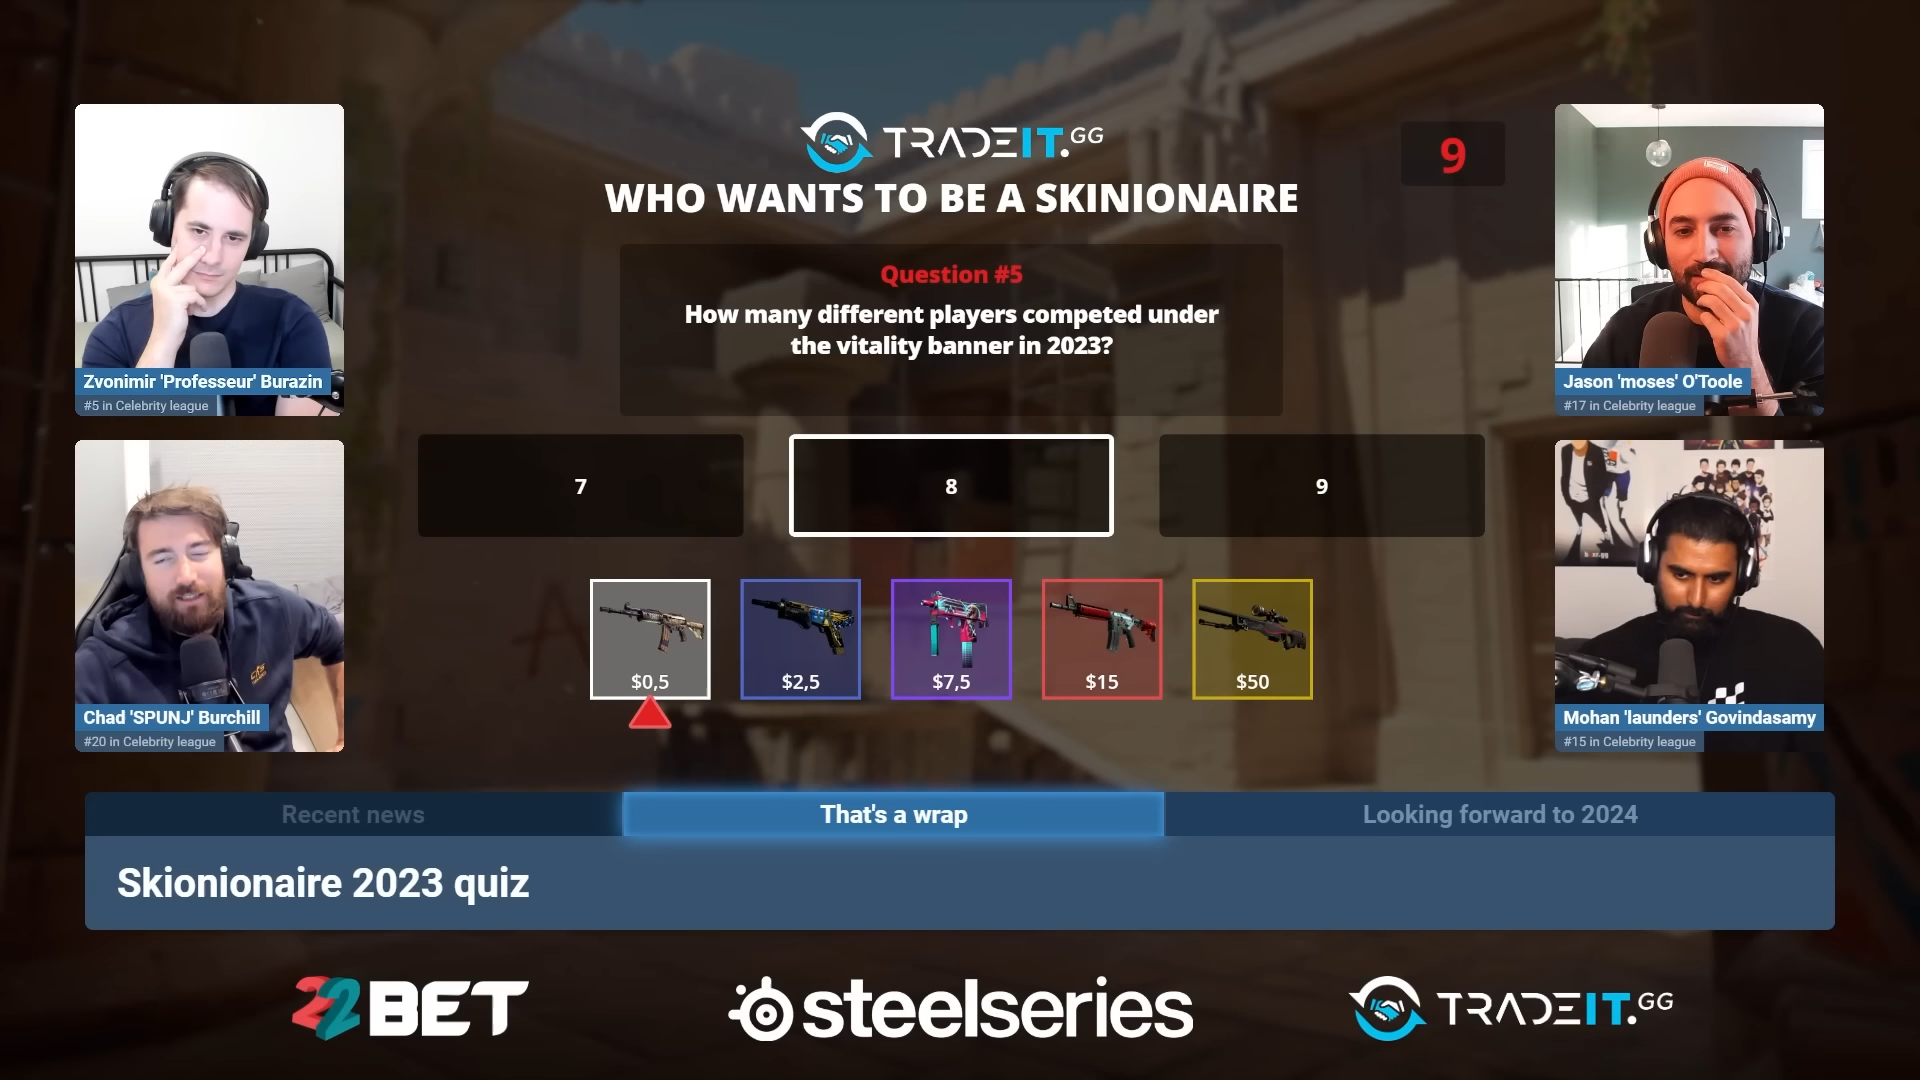 TRADEIT.GG
WHO WANTS TO BE A SKINIONAIRE
9
Question #5
How many different players competed under
the vitality banner in 2023?
7
8
9
$0,5
$2,5
$7,5
$15
$50
Zvonimir 'Professeur' Burazin
#5 in Celebrity league
Jason 'moses' O'Toole
#17 in Celebrity league
Chad 'SPUNJ' Burchill
#20 in Celebrity league
Mohan 'launders' Govindasamy
#15 in Celebrity league
Recent news
That's a wrap
Looking forward to 2024
Skionionaire 2023 quiz
22BET
steelseries
TRADEIT.GG